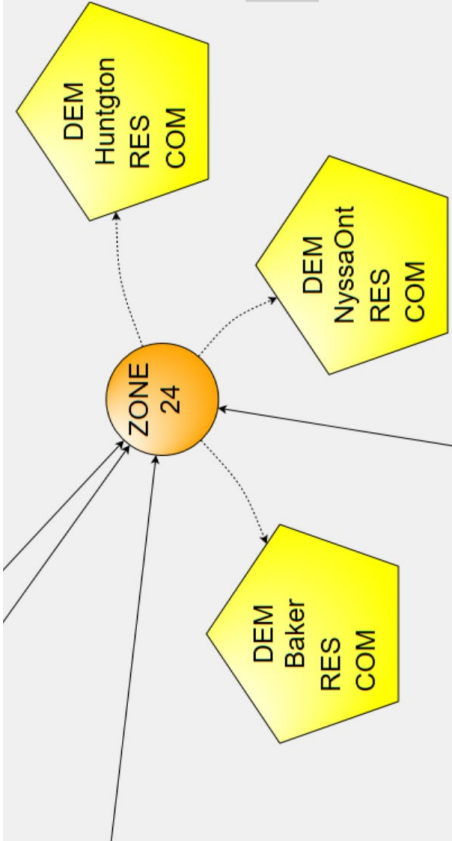 DEM
Huntgton
RES
COM
DEM
NyssaOnt
RES
COM
ZONE
24
DEM
Baker
RES
COM